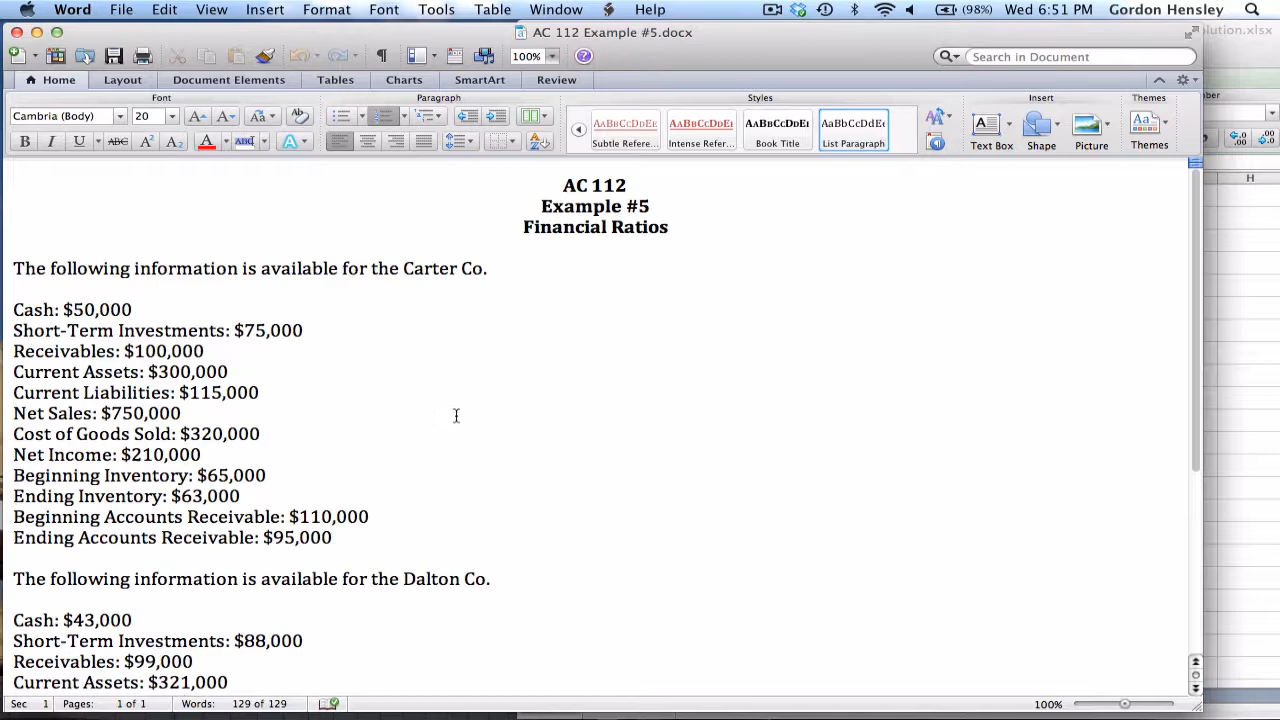 Word File Edit View Insert Format Font Tools Table Window Help (98%) Wed 6:51 PM Gordon Hensley
AC 112 Example #5.docx
lution.xlsx
100% Search in Document
Home Layout Document Elements Tables Charts SmartArt Review
Font Paragraph Styles Insert Themes
Cambria (Body) 20 AaBbCcDdEe AaBbCcDdEe AaBbCcDdEe AaBbCcDdEe
Subtle Refere... Intense Refer... Book Title List Paragraph Text Box Shape Picture Themes
H
AC 112
Example #5
Financial Ratios
The following information is available for the Carter Co.
Cash: $50,000
Short-Term Investments: $75,000
Receivables: $100,000
Current Assets: $300,000
Current Liabilities: $115,000
Net Sales: $750,000
Cost of Goods Sold: $320,000
Net Income: $210,000
Beginning Inventory: $65,000
Ending Inventory: $63,000
Beginning Accounts Receivable: $110,000
Ending Accounts Receivable: $95,000
The following information is available for the Dalton Co.
Cash: $43,000
Short-Term Investments: $88,000
Receivables: $99,000
Current Assets: $321,000
Sec 1 Pages: 1 of 1 Words: 129 of 129 100%